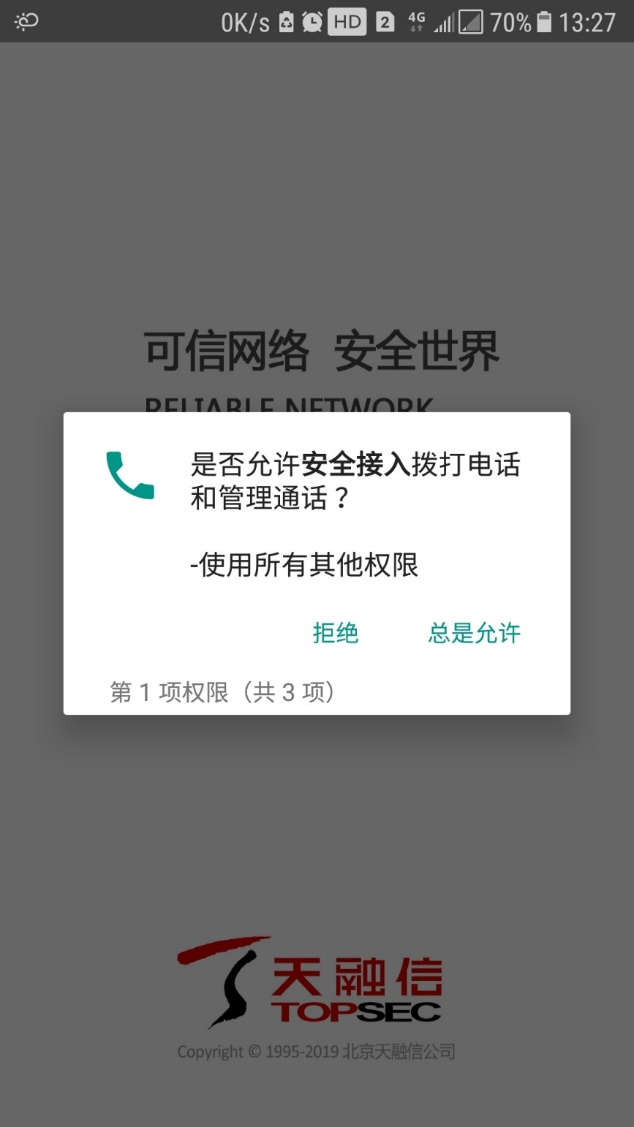 0K/s HD 2 4G 70% 13:27
可信网络 安全世界
RELIABLE NETWORK
是否允许安全接入拨打电话
和管理通话？
-使用所有其他权限
拒绝 总是允许
第 1 项权限（共 3 项）
天融信
TOPSEC
Copyright © 1995-2019 北京天融信公司